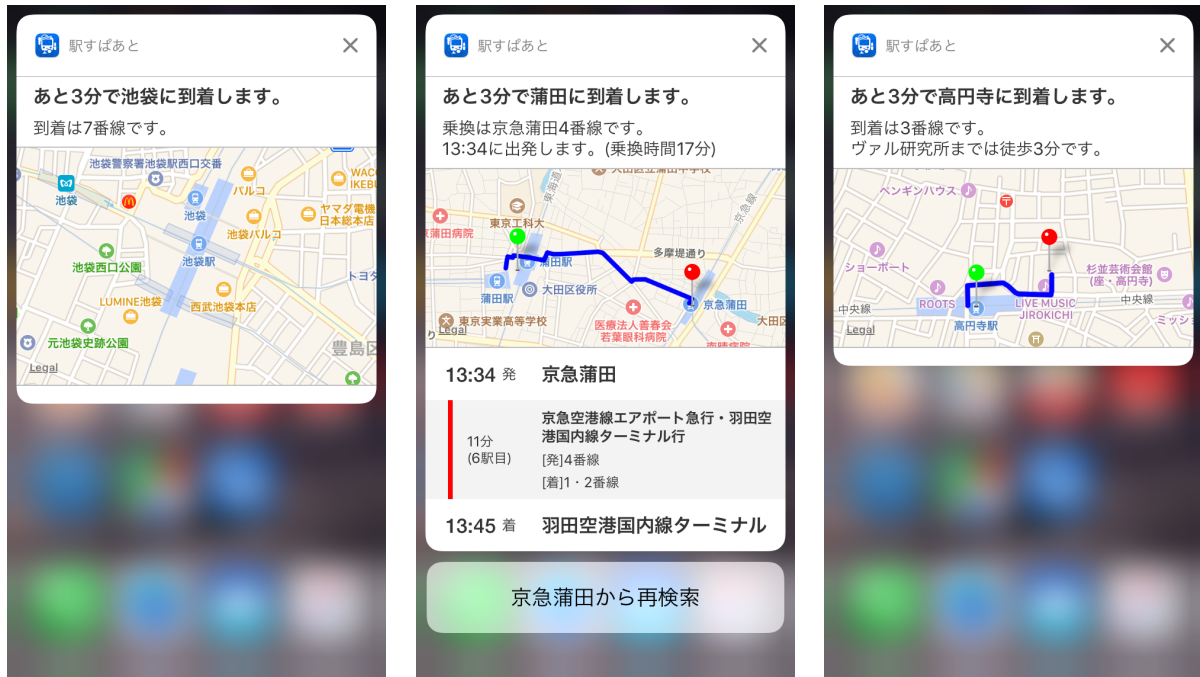 駅すぱあと
あと3分で池袋に到着します。
到着は7番線です。
池袋警察署池袋駅西口交番
池袋
パルコ
ヤマダ電機
日本総本店
池袋
池袋パルコ
池袋西口公園
池袋駅
トヨタ
LUMINE池袋
西武池袋本店
元池袋史跡公園
豊島区
Legal
駅すぱあと
あと3分で蒲田に到着します。
乗換は京急蒲田4番線です。
13:34に出発します。(乗換時間17分)
東海道
京急線
東京工科大
蒲田病院
多摩堤通り
蒲田駅
蒲田駅
大田区役所
京急蒲田
東京実業高等学校
医療法人善春会
若葉眼科病院
大田区
Legal
13:34 発 京急蒲田
京急空港線エアポート急行・羽田空
港国内線ターミナル行
11分
(6駅目)
[発]4番線
[着]1・2番線
13:45 着 羽田空港国内線ターミナル
京急蒲田から再検索
駅すぱあと
あと3分で高円寺に到着します。
到着は3番線です。
ヴァル研究所までは徒歩3分です。
ペンギンハウス
ショーボート
杉並芸術会館
(座・高円寺)
ROOTS
LIVE MUSIC
JIROKICHI
中央線
中央線
高円寺駅
ミッシ
Legal